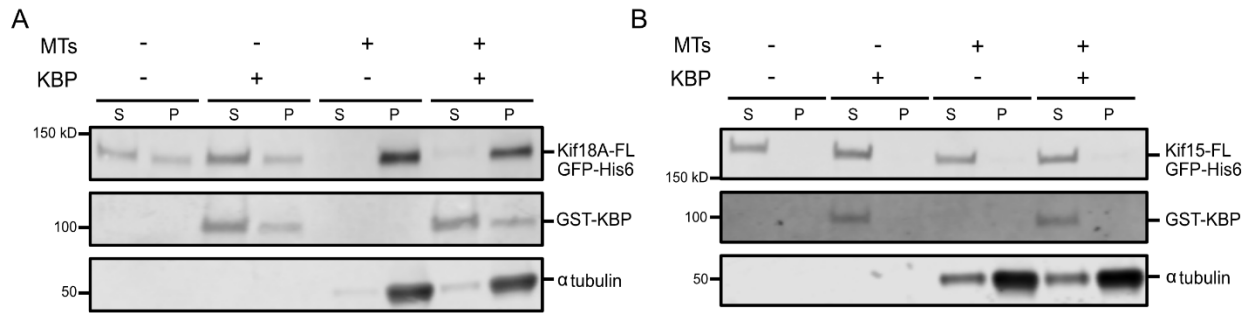 A
MTs - - + +
KBP - + - +
S P S P S P S P
150 kD
Kif18A-FL
GFP-His6
100
GST-KBP
50
α tubulin
B
MTs - - + +
KBP - + - +
S P S P S P S P
Kif15-FL
GFP-His6
150 kD
100
GST-KBP
50
α tubulin